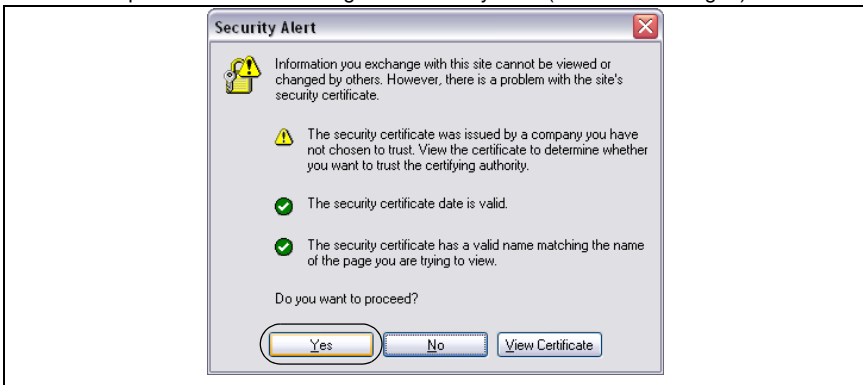 Security Alert
Information you exchange with this site cannot be viewed or
changed by others. However, there is a problem with the site's
security certificate.
The security certificate was issued by a company you have
not chosen to trust. View the certificate to determine whether
you want to trust the certifying authority.
The security certificate date is valid.
The security certificate has a valid name matching the name
of the page you are trying to view.
Do you want to proceed?
Yes No View Certificate